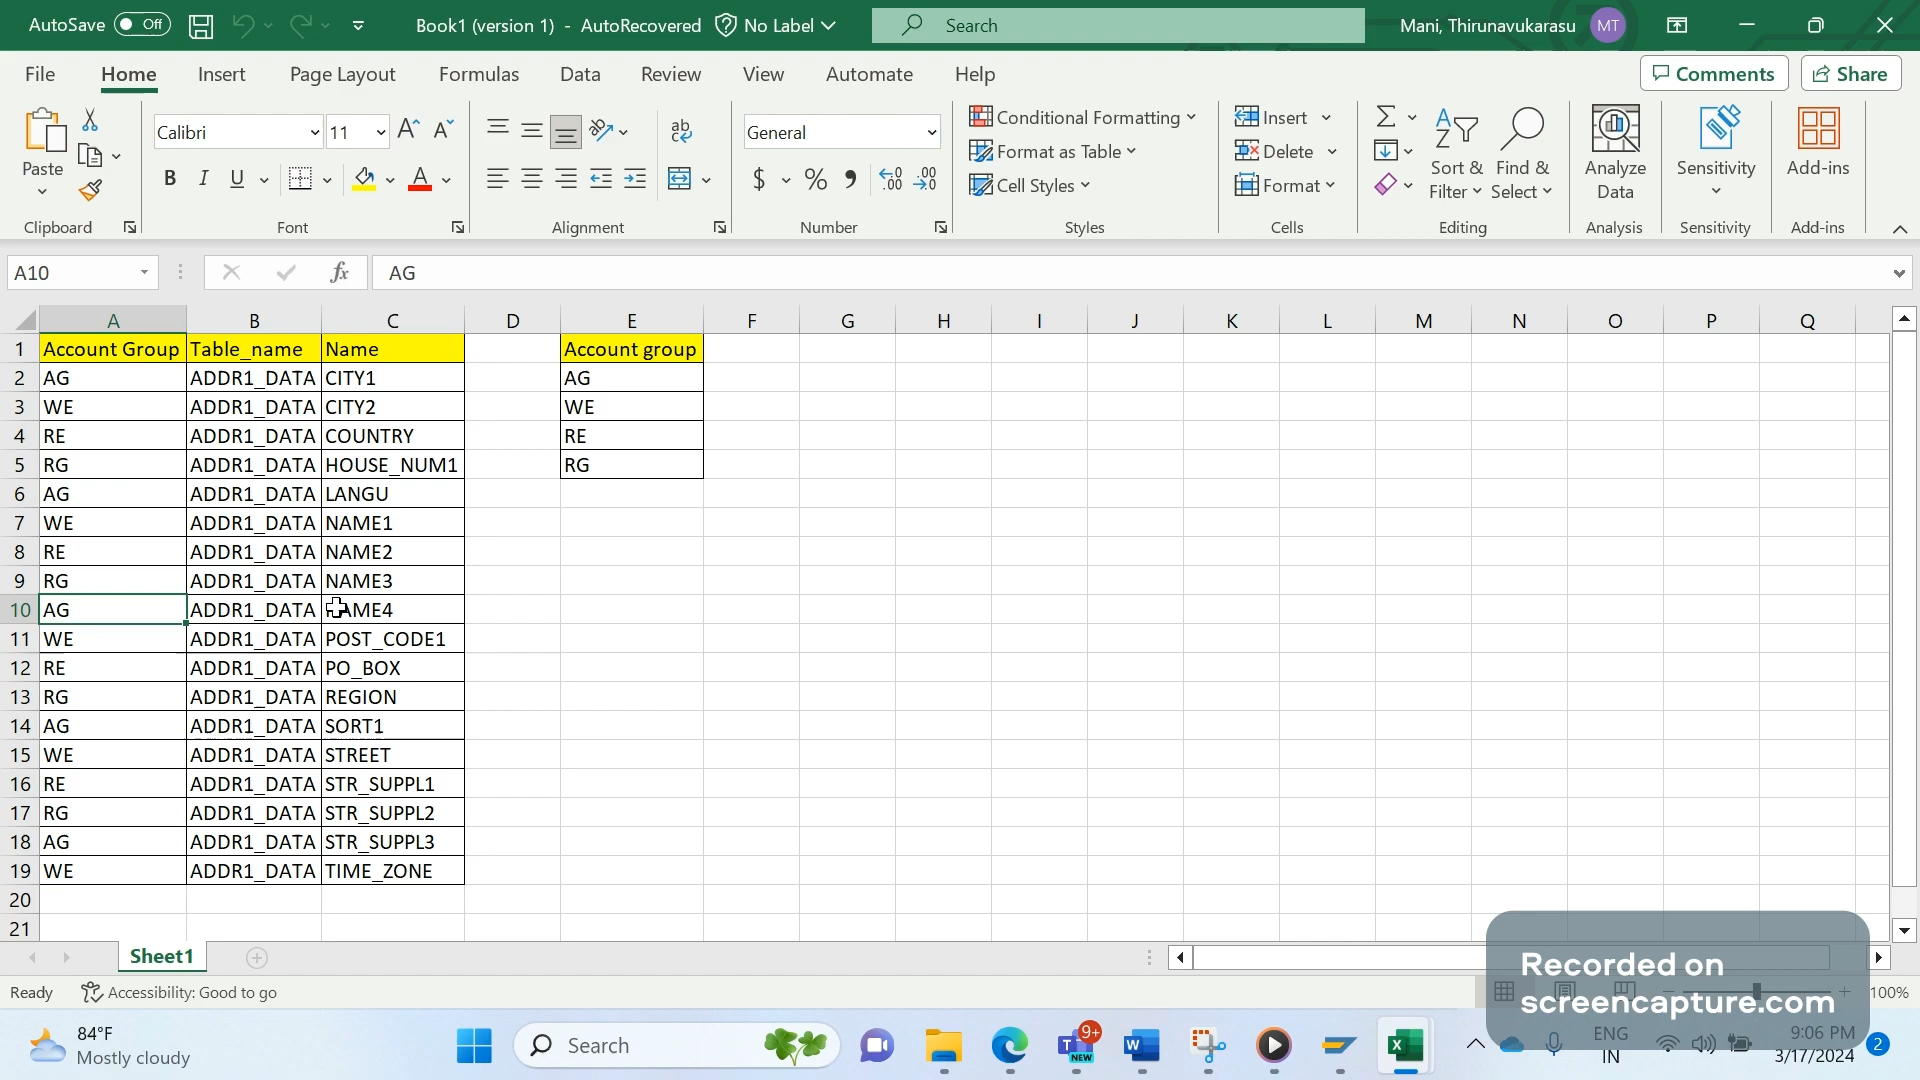 AutoSave Off Book1 (version 1) - AutoRecovered No Label Search Mani, Thirunavukarasu MT
File Home Insert Page Layout Formulas Data Review View Automate Help Comments Share
Paste
Calibri 11
B I U
ab
General
$ % 9
Conditional Formatting
Format as Table
Cell Styles
Insert
Delete
Format
Sort & Filter
Find & Select
Analyze Data
Sensitivity
Add-ins
Clipboard Font Alignment Number Styles Cells Editing Analysis Sensitivity Add-ins
A10 fx AG
A B C D E F G H I J K L M N O P Q
1 Account Group Table_name Name Account group
2 AG ADDR1_DATA CITY1 AG
3 WE ADDR1_DATA CITY2 WE
4 RE ADDR1_DATA COUNTRY RE
5 RG ADDR1_DATA HOUSE_NUM1 RG
6 AG ADDR1_DATA LANGU
7 WE ADDR1_DATA NAME1
8 RE ADDR1_DATA NAME2
9 RG ADDR1_DATA NAME3
10 AG ADDR1_DATA NAME4
11 WE ADDR1_DATA POST_CODE1
12 RE ADDR1_DATA PO_BOX
13 RG ADDR1_DATA REGION
14 AG ADDR1_DATA SORT1
15 WE ADDR1_DATA STREET
16 RE ADDR1_DATA STR_SUPPL1
17 RG ADDR1_DATA STR_SUPPL2
18 AG ADDR1_DATA STR_SUPPL3
19 WE ADDR1_DATA TIME_ZONE
20
21
Sheet1
Ready Accessibility: Good to go 100%
Recorded on
screencapture.com
84°F
Mostly cloudy
Search
9+
T NEW
W
X
ENG
IN
9:06 PM
3/17/2024
2